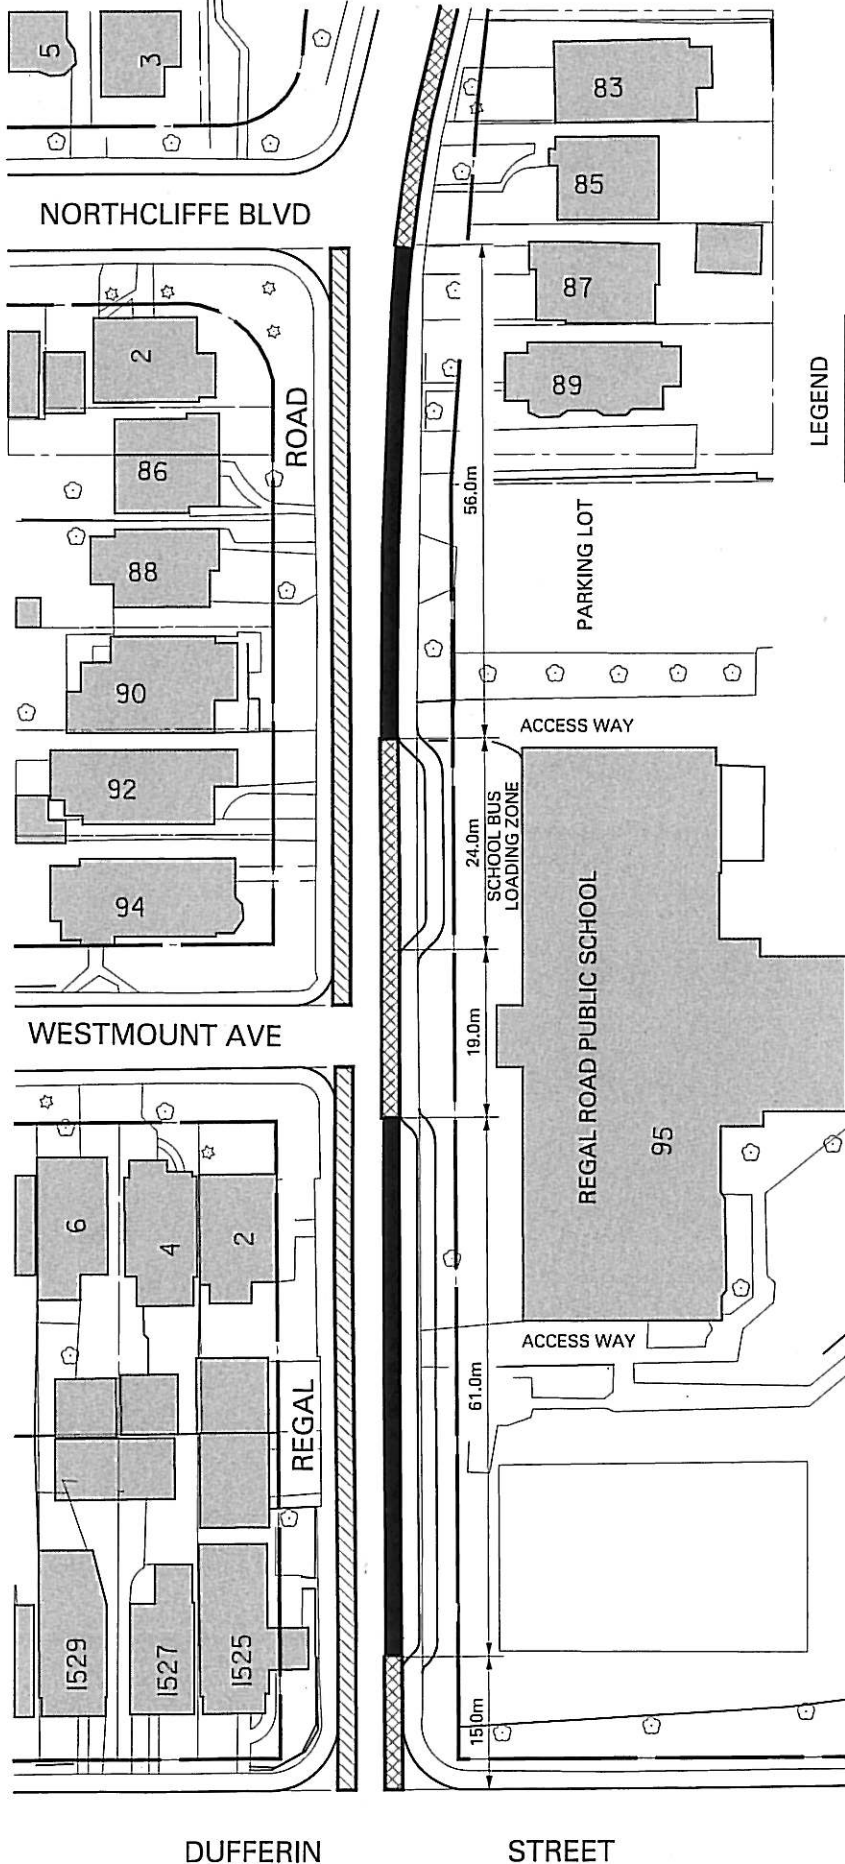 5
3
83
85
NORTHCLIFFE BLVD
87
2
89
ROAD
LEGEND
86
56.0m
88
PARKING LOT
90
ACCESS WAY
92
24.0m
SCHOOL BUS
LOADING ZONE
94
REGAL ROAD PUBLIC SCHOOL
19.0m
WESTMOUNT AVE
95
6
4
2
ACCESS WAY
61.0m
REGAL
1529
1527
1525
15.0m
DUFFERIN STREET